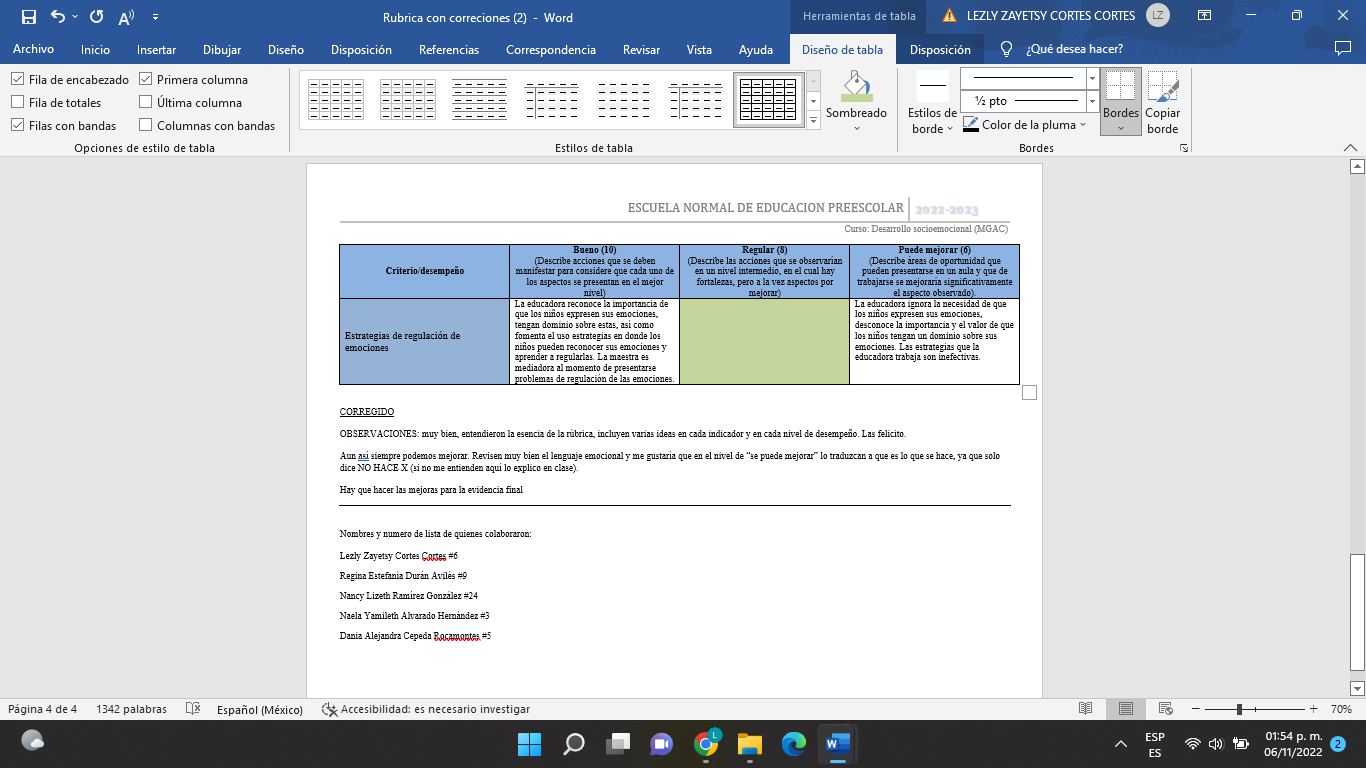 Rubrica con correciones (2) - Word
Herramientas de tabla
LEZLY ZAYETSY CORTES CORTES
LZ
Archivo
Inicio
Insertar
Dibujar
Diseño
Disposición
Referencias
Correspondencia
Revisar
Vista
Ayuda
Diseño de tabla
Disposición
¿Qué desea hacer?
Fila de encabezado
Primera columna
Fila de totales
Última columna
Filas con bandas
Columnas con bandas
Opciones de estilo de tabla
Estilos de tabla
Sombreado
Estilos de
borde
½ pto
Color de la pluma
Bordes
Copiar
borde
Bordes
ESCUELA NORMAL DE EDUCACION PREESCOLAR
2022-2023
Curso: Desarrollo socioemocional (MGAC)
Criterio/desempeño
Bueno (10)
(Describe acciones que se deben
manifestar para considere que cada uno de
los aspectos se presentan en el mejor
nivel)
Regular (8)
(Describe las acciones que se observarían
en un nivel intermedio, en el cual hay
fortalezas, pero a la vez aspectos por
mejorar)
Puede mejorar (6)
(Describe áreas de oportunidad que
pueden presentarse en un aula y que de
trabajarse se mejoraría significativamente
el aspecto observado).
Estrategias de regulación de
emociones
La educadora reconoce la importancia de
que los niños expresen sus emociones,
tengan dominio sobre estas, asi como
fomenta el uso estrategias en donde los
niños pueden reconocer sus emociones y
aprender a regularlas. La maestra es
mediadora al momento de presentarse
problemas de regulación de las emociones.
La educadora ignora la necesidad de que
los niños expresen sus emociones,
desconoce la importancia y el valor de que
los niños tengan un dominio sobre sus
emociones. Las estrategias que la
educadora trabaja son inefectivas.
CORREGIDO
OBSERVACIONES: muy bien, entendieron la esencia de la rúbrica, incluyen varias ideas en cada indicador y en cada nivel de desempeño. Las felicito.
Aun asi siempre podemos mejorar. Revisen muy bien el lenguaje emocional y me gustaría que en el nivel de “se puede mejorar” lo traduzcan a que es lo que se hace, ya que solo
dice NO HACE X (si no me entienden aquí lo explico en clase).
Hay que hacer las mejoras para la evidencia final
Nombres y numero de lista de quienes colaboraron:
Lezly Zayetsy Cortes Cortes #6
Regina Estefanía Durán Avilés #9
Nancy Lizeth Ramírez González #24
Naela Yamileth Alvarado Hernández #3
Dania Alejandra Cepeda Rocamontes #5
Página 4 de 4
1342 palabras
Español (México)
Accesibilidad: es necesario investigar
70%
L
ESP
ES
01:54 p. m.
06/11/2022
2